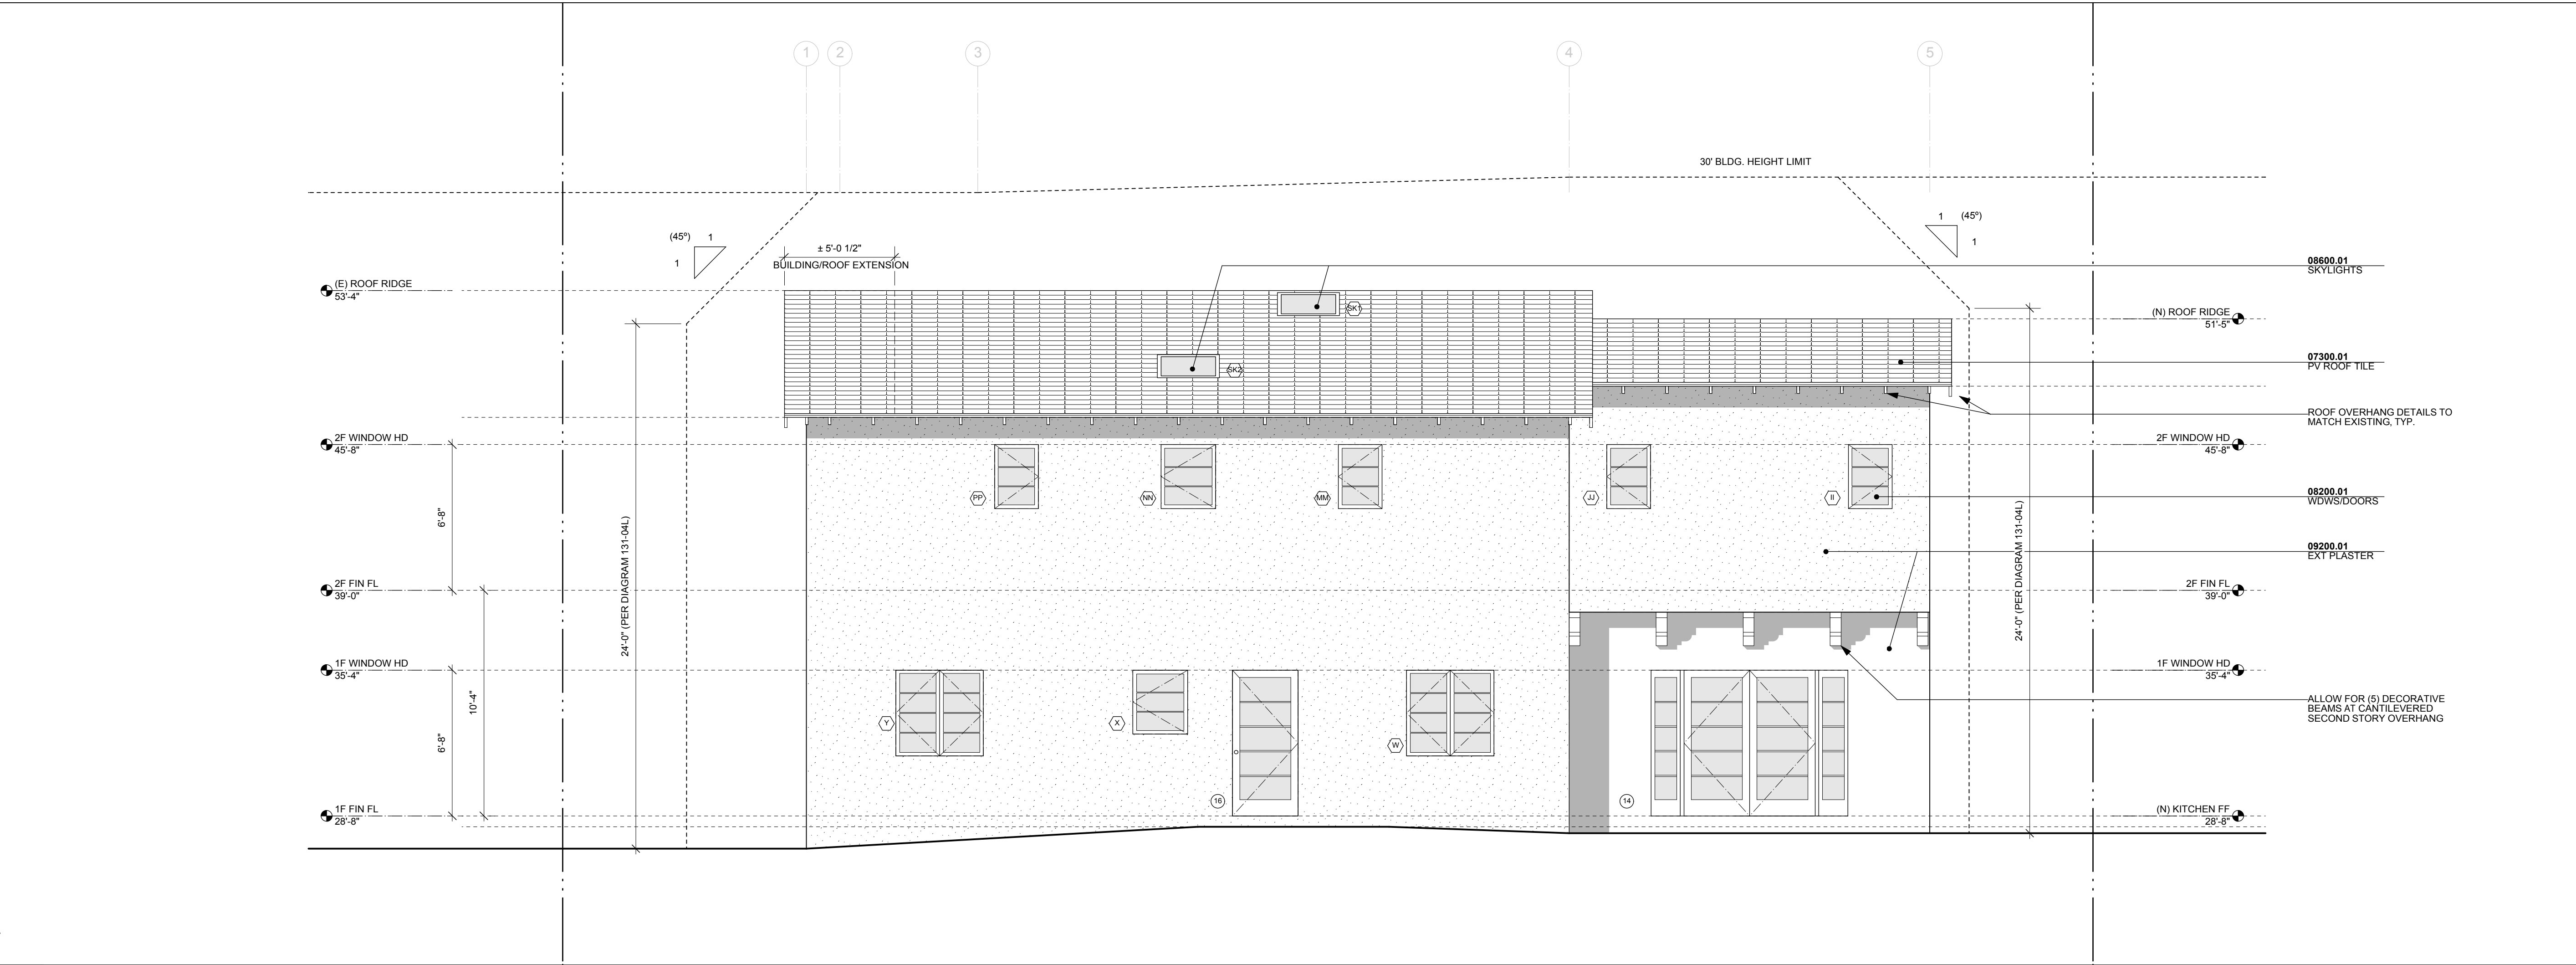 1
2
3
4
5
30' BLDG. HEIGHT LIMIT
(45º)
1
1
1
(45º)
1
± 5'-0 1/2"
BUILDING/ROOF EXTENSION
(E) ROOF RIDGE
53'-4"
2F WINDOW HD
45'-8"
6'-8"
2F FIN FL
39'-0"
1F WINDOW HD
35'-4"
10'-4"
6'-8"
1F FIN FL
28'-8"
24'-0" (PER DIAGRAM 131-04L)
SK1
SK2
PP
NN
MM
JJ
II
Y
X
W
16
14
24'-0" (PER DIAGRAM 131-04L)
(N) ROOF RIDGE
51'-5"
2F WINDOW HD
45'-8"
2F FIN FL
39'-0"
1F WINDOW HD
35'-4"
(N) KITCHEN FF
28'-8"
08600.01
SKYLIGHTS
07300.01
PV ROOF TILE
ROOF OVERHANG DETAILS TO
MATCH EXISTING, TYP.
08200.01
WDWS/DOORS
09200.01
EXT PLASTER
ALLOW FOR (5) DECORATIVE
BEAMS AT CANTILEVERED
SECOND STORY OVERHANG